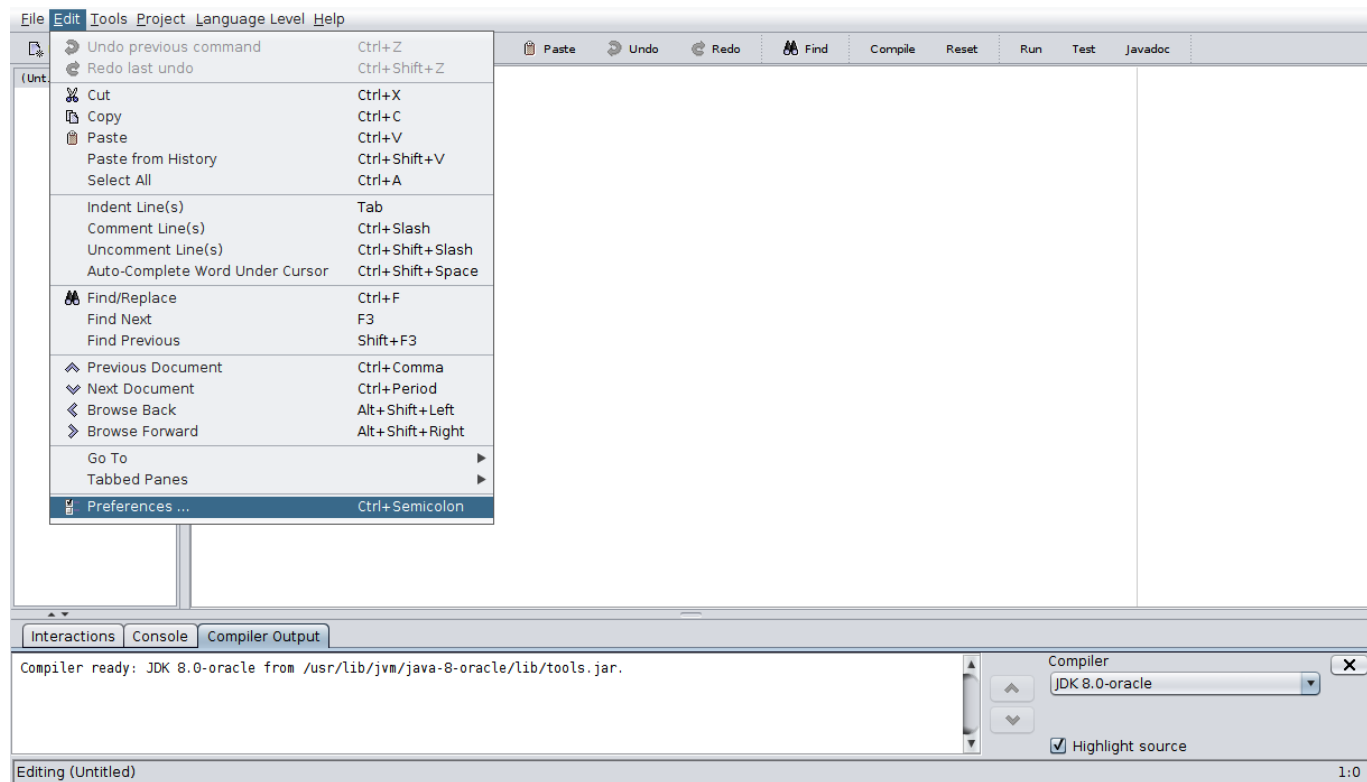 File Edit Tools Project Language Level Help
Paste Undo Redo Find Compile Reset Run Test Javadoc
(Unt.
Undo previous command Ctrl+Z
Redo last undo Ctrl+Shift+Z
Cut Ctrl+X
Copy Ctrl+C
Paste Ctrl+V
Paste from History Ctrl+Shift+V
Select All Ctrl+A
Indent Line(s) Tab
Comment Line(s) Ctrl+Slash
Uncomment Line(s) Ctrl+Shift+Slash
Auto-Complete Word Under Cursor Ctrl+Shift+Space
Find/Replace Ctrl+F
Find Next F3
Find Previous Shift+F3
Previous Document Ctrl+Comma
Next Document Ctrl+Period
Browse Back Alt+Shift+Left
Browse Forward Alt+Shift+Right
Go To
Tabbed Panes
Preferences ... Ctrl+Semicolon
Interactions Console Compiler Output
Compiler ready: JDK 8.0-oracle from /usr/lib/jvm/java-8-oracle/lib/tools.jar.
Compiler
JDK 8.0-oracle
Highlight source
Editing (Untitled) 1:0